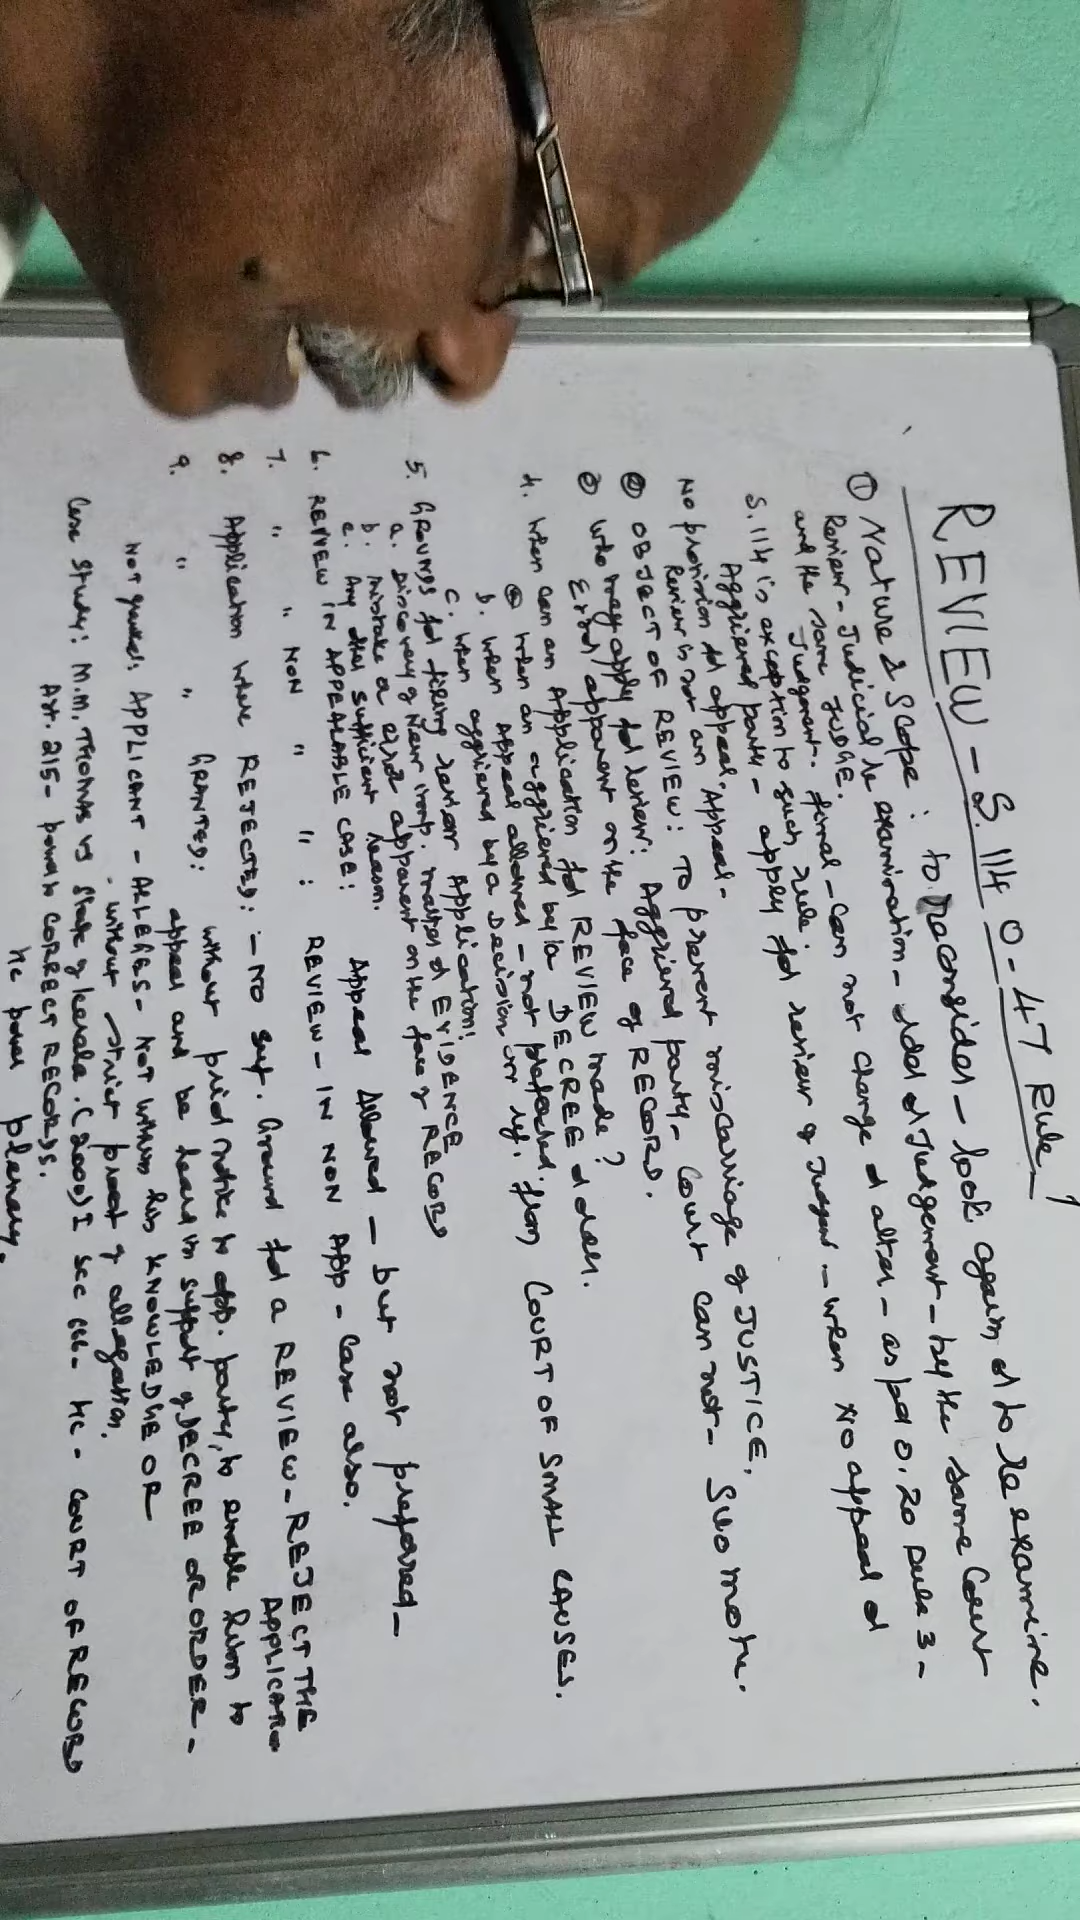 REVIEW - S. 114 O-47 Rule 1
① Nature & Scope: to reconsider - look again or to re examine.
Review - Judicial re examination - order of Judgement - by the same Court
and the same JUDGE.
Judgement. final - can not change or alter - as per O. 20 Rule 3 -
S. 114 is exception to such rule.
Aggrieved party - apply for review of - when NO appeal or
No provision for appeal.
Review is not an Appeal -
② OBJECT OF REVIEW: TO prevent miscarriage of JUSTICE.
③ Who may apply for review: Aggrieved party - Court can not - Suo motu.
Error apparent on the face of RECORD.
4. When can an Application for REVIEW made?
ⓐ When an aggrieved by a DECREE or
b. When Appeal allowed - not preferred.
c. When aggrieved by a Decision in ref. from COURT OF SMALL CAUSES.
5. GROUNDS for filing review Application:
a. Discovery of New imp. matter or EVIDENCE
b. mistake or error apparent on the face of RECORD
c. Any other sufficient reason.
6. REVIEW IN APPEALABLE CASE: Appeal Allowed - but not preferred -
7. " " NON " " : REVIEW - IN NON APP - Case also.
8. Application where REJECTED: - NO suf. Ground for a REVIEW - REJECT THE
9. " " GRANTED: without prior notice to opp. party, to enable him to
appeal and be heard in support of DECREE OR ORDER -
Not granted: APPLICANT - ALLEGES - NOT within his KNOWLEDGE OR
- without strict proof of allegation.
Case Study: M.M. THOMAS vs State of Kerala. (2000) I SCC 666 - HC - COURT OF RECORD
Art. 215 - power to CORRECT RECORDS.
HC power plenary.